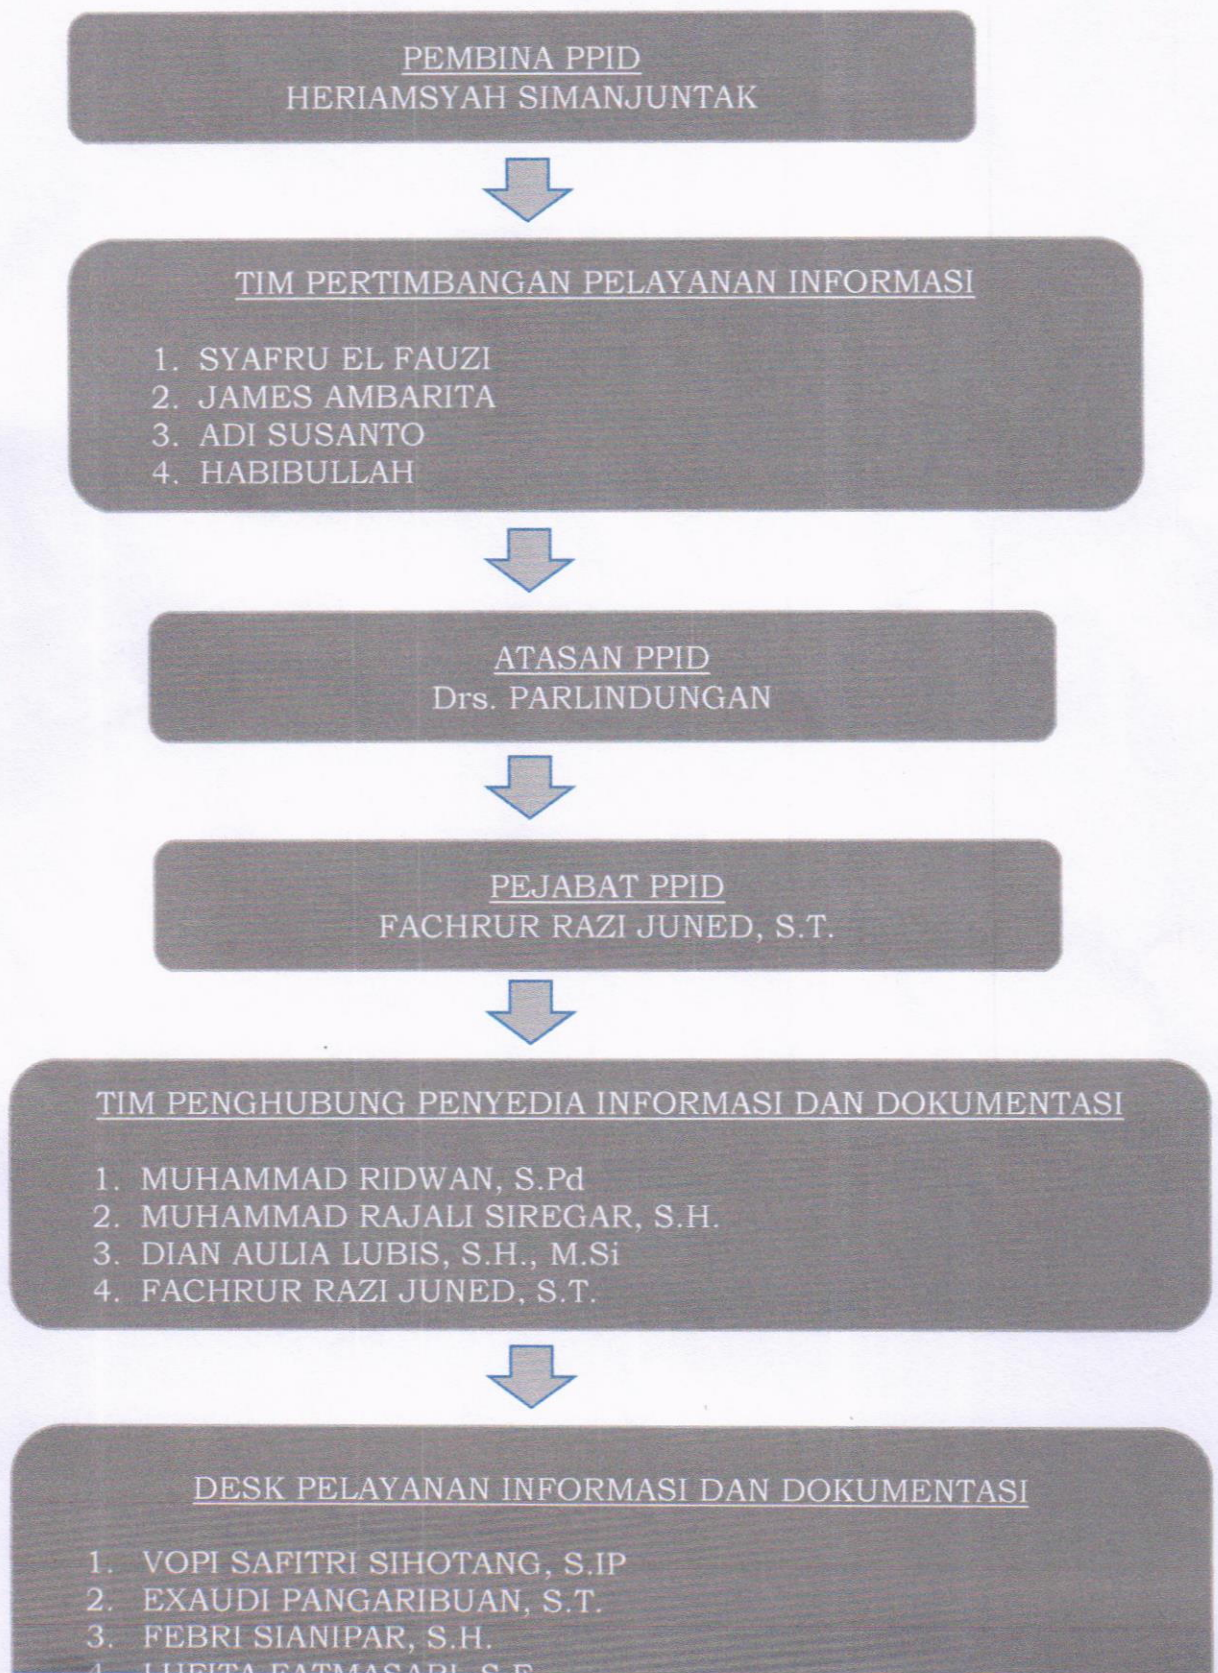 PEMBINA PPID
HERIAMSYAH SIMANJUNTAK
TIM PERTIMBANGAN PELAYANAN INFORMASI
1. SYAFRU EL FAUZI
2. JAMES AMBARITA
3. ADI SUSANTO
4. HABIBULLAH
ATASAN PPID
Drs. PARLINDUNGAN
PEJABAT PPID
FACHRUR RAZI JUNED, S.T.
TIM PENGHUBUNG PENYEDIA INFORMASI DAN DOKUMENTASI
1. MUHAMMAD RIDWAN, S.Pd
2. MUHAMMAD RAJALI SIREGAR, S.H.
3. DIAN AULIA LUBIS, S.H., M.Si
4. FACHRUR RAZI JUNED, S.T.
DESK PELAYANAN INFORMASI DAN DOKUMENTASI
1. VOPI SAFITRI SIHOTANG, S.IP
2. EXAUDI PANGARIBUAN, S.T.
3. FEBRI SIANIPAR, S.H.
4. FATMASARI, S.E.